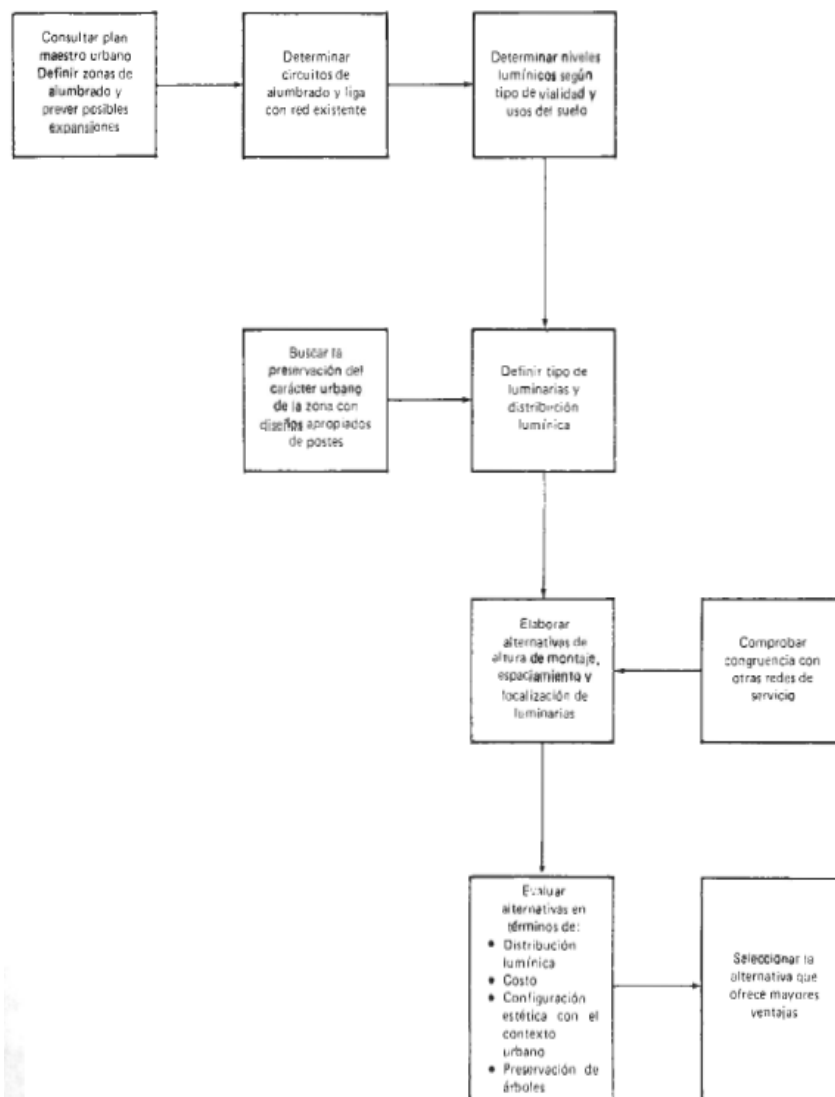 Consultar plan
maestro urbano
Definir zonas de
alumbrado y
prever posibles
expansiones
Determinar
circuitos de
alumbrado y liga
con red existente
Determinar niveles
lumínicos según
tipo de vialidad y
usos del suelo
Buscar la
preservación del
carácter urbano
de la zona con
diseños apropiados
de postes
Definir tipo de
luminarias y
distribución
lumínica
Elaborar
alternativas de
altura de montaje,
espaciamiento y
localización de
luminarias
Comprobar
congruencia con
otras redes de
servicio
Evaluar
alternativas en
términos de:
• Distribución
lumínica
• Costo
• Configuración
estética con el
contexto
urbano
• Preservación de
árboles
Seleccionar la
alternativa que
ofrece mayores
ventajas